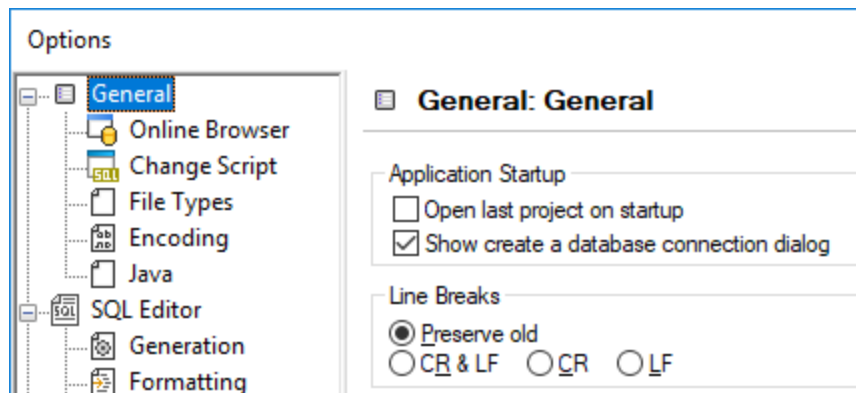 Options
General
Online Browser
Change Script
File Types
Encoding
Java
SQL Editor
Generation
Formatting
General: General
Application Startup
Open last project on startup
Show create a database connection dialog
Line Breaks
Preserve old
CR & LF CR LF